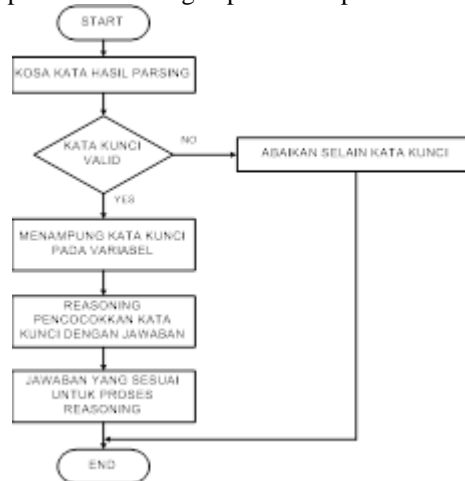 START
KOSA KATA HASIL PARSING
KATA KUNCI
VALID
NO
ABAIKAN SELAIN KATA KUNCI
YES
MENAMPUNG KATA KUNCI
PADA VARIABEL
REASONING
PENCOCOKKAN KATA
KUNCI DENGAN JAWABAN
JAWABAN YANG SESUAI
UNTUK PROSES
REASONING
END